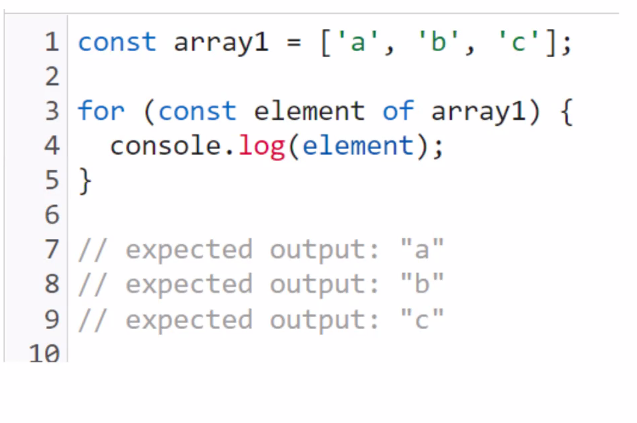 1 const array1 = ['a', 'b', 'c'];
2
3 for (const element of array1) {
4   console.log(element);
5 }
6
7 // expected output: "a"
8 // expected output: "b"
9 // expected output: "c"
10